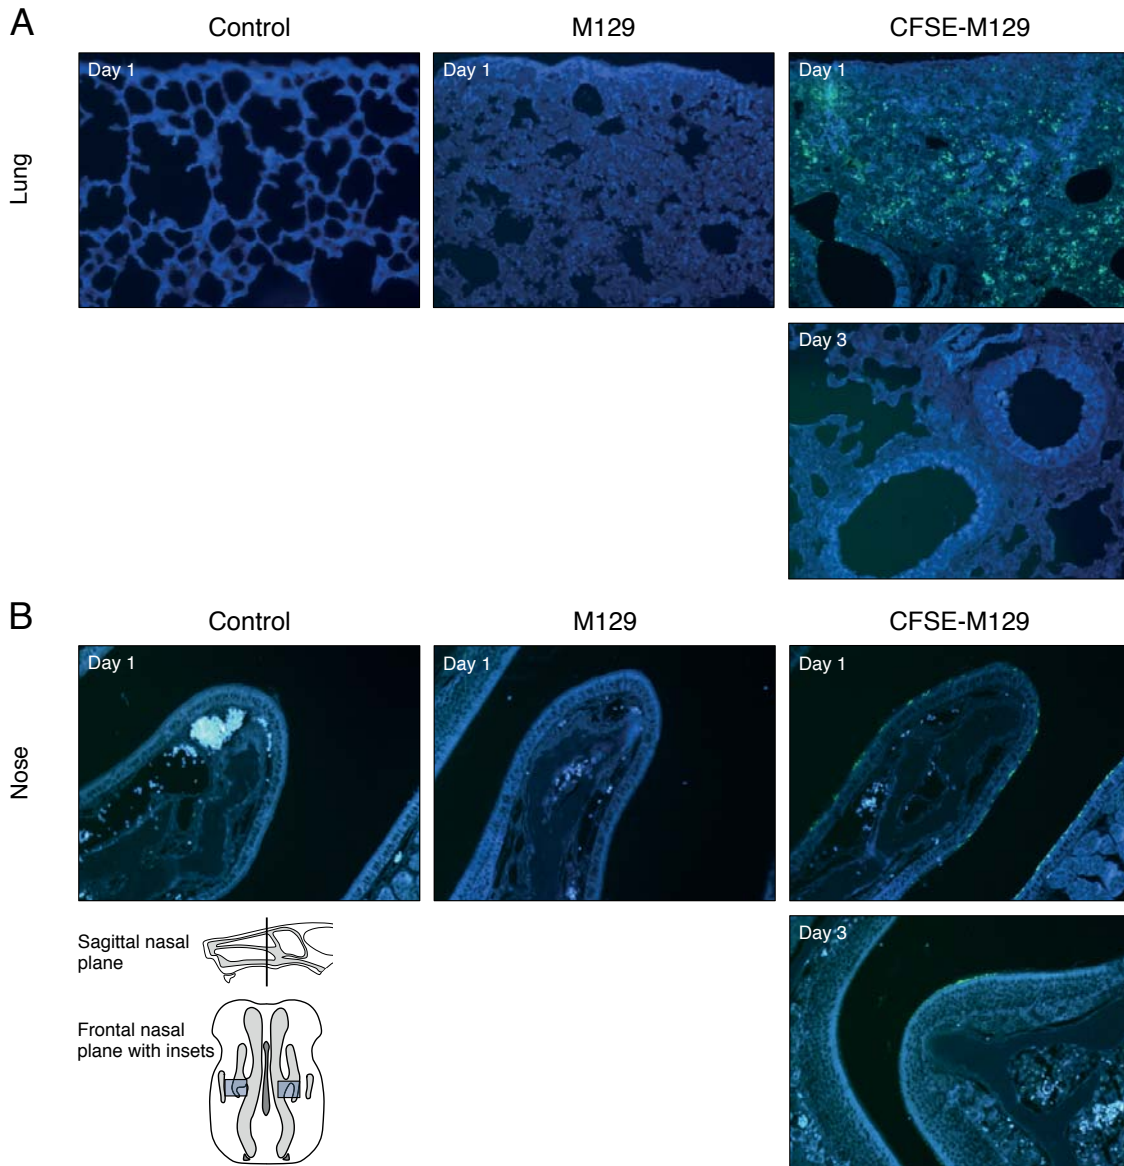 A
Control
M129
CFSE-M129
Lung
Day 1
Day 1
Day 1
Day 3
B
Control
M129
CFSE-M129
Nose
Day 1
Day 1
Day 1
Sagittal nasal
plane
Frontal nasal
plane with insets
Day 3